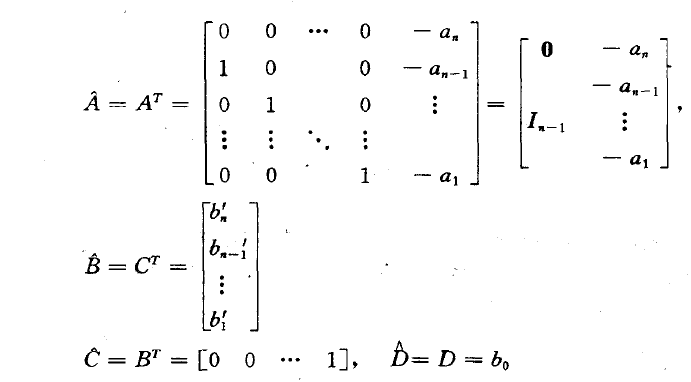 $\hat{A} = A^T = \begin{bmatrix} 0 & 0 & \cdots & 0 & -a_n \\ 1 & 0 & & 0 & -a_{n-1} \\ 0 & 1 & & 0 & \vdots \\ \vdots & \vdots & \ddots & \vdots & \\ 0 & 0 & & 1 & -a_1 \end{bmatrix} = \begin{bmatrix} \mathbf{0} & -a_n \\ & -a_{n-1} \\ I_{n-1} & \vdots \\ & -a_1 \end{bmatrix},$
$\hat{B} = C^T = \begin{bmatrix} b_n' \\ b_{n-1}' \\ \vdots \\ b_1' \end{bmatrix}$
$\hat{C} = B^T = [0 \quad 0 \quad \cdots \quad 1], \quad \hat{D} = D = b_0$